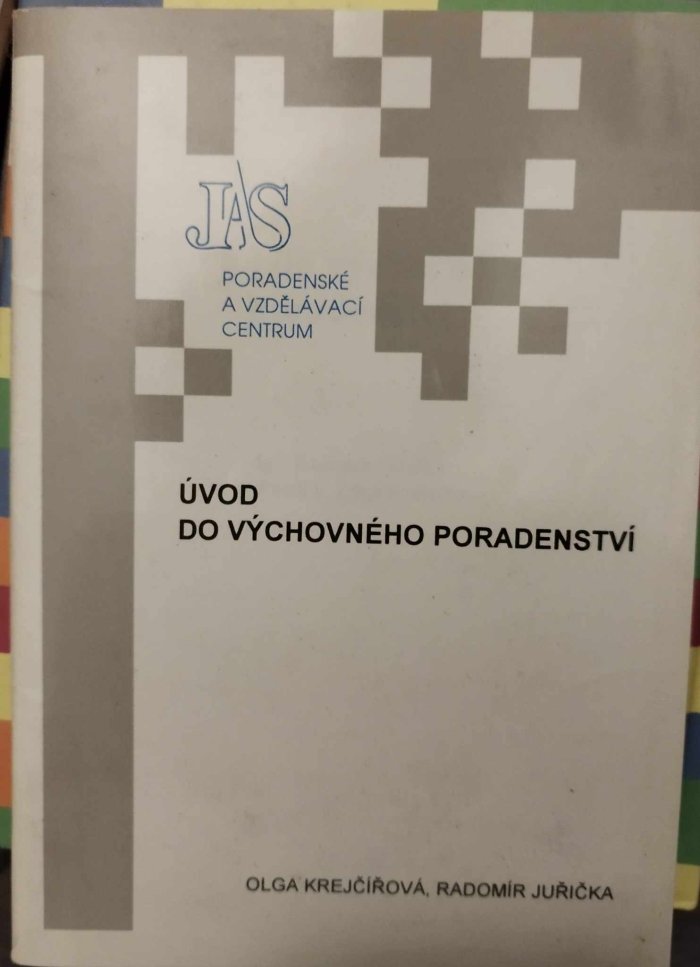 JAS
PORADENSKÉ
A VZDĚLÁVACÍ
CENTRUM
ÚVOD
DO VÝCHOVNÉHO PORADENSTVÍ
OLGA KREJČÍŘOVÁ, RADOMÍR JUŘIČKA